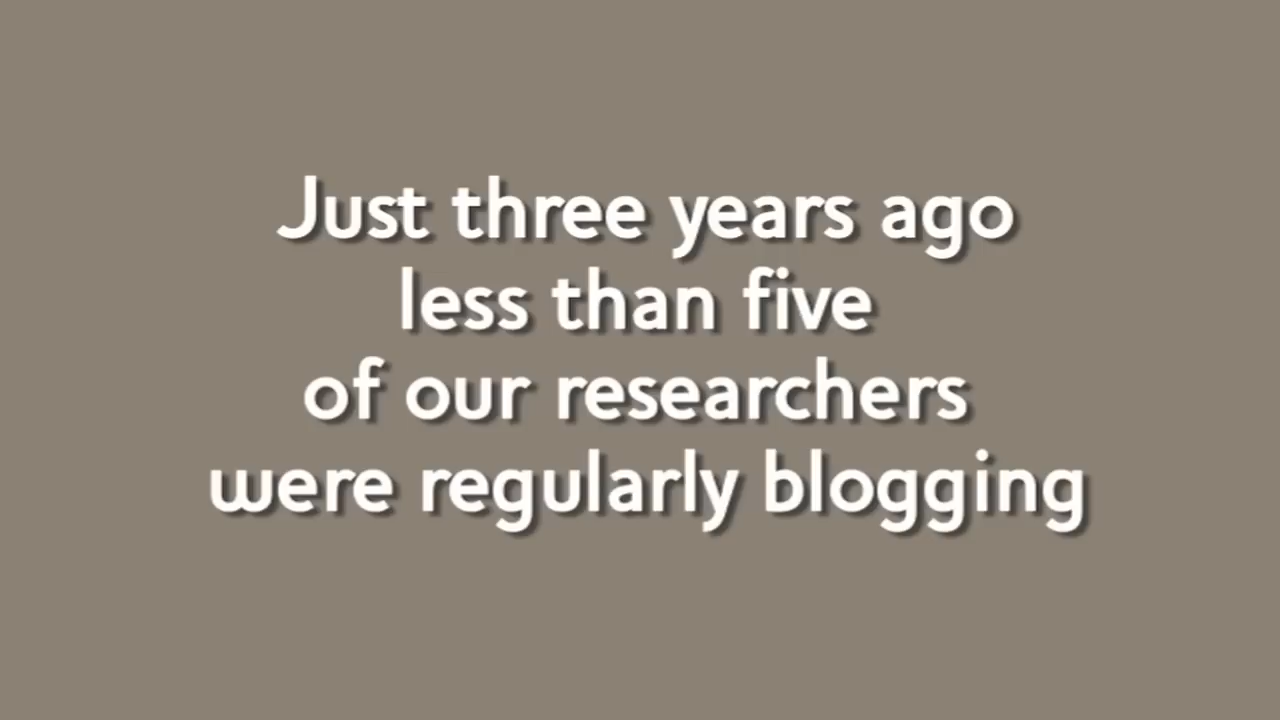 Just three years ago
less than five
of our researchers
were regularly blogging